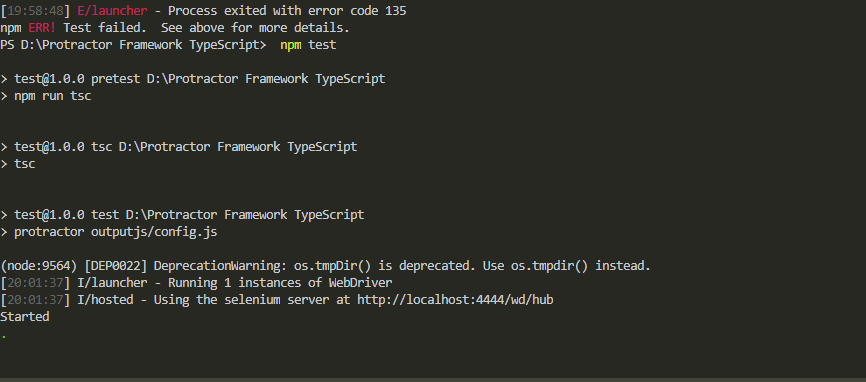 [19:58:48] E/launcher - Process exited with error code 135
npm ERR! Test failed.  See above for more details.
PS D:\Protractor Framework TypeScript>  npm test
> test@1.0.0 pretest D:\Protractor Framework TypeScript
> npm run tsc
> test@1.0.0 tsc D:\Protractor Framework TypeScript
> tsc
> test@1.0.0 test D:\Protractor Framework TypeScript
> protractor outputjs/config.js
(node:9564) [DEP0022] DeprecationWarning: os.tmpDir() is deprecated. Use os.tmpdir() instead.
[20:01:37] I/launcher - Running 1 instances of WebDriver
[20:01:37] I/hosted - Using the selenium server at http://localhost:4444/wd/hub
Started
.